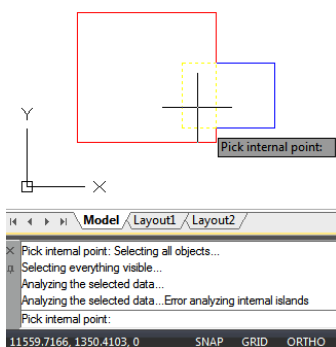 Pick internal point:
Y
X
Model Layout1 Layout2
Pick internal point: Selecting all objects...
Selecting everything visible...
Analyzing the selected data...
Analyzing the selected data...Error analyzing internal islands
Pick internal point:
11559.7166, 1350.4103, 0 SNAP GRID ORTHO